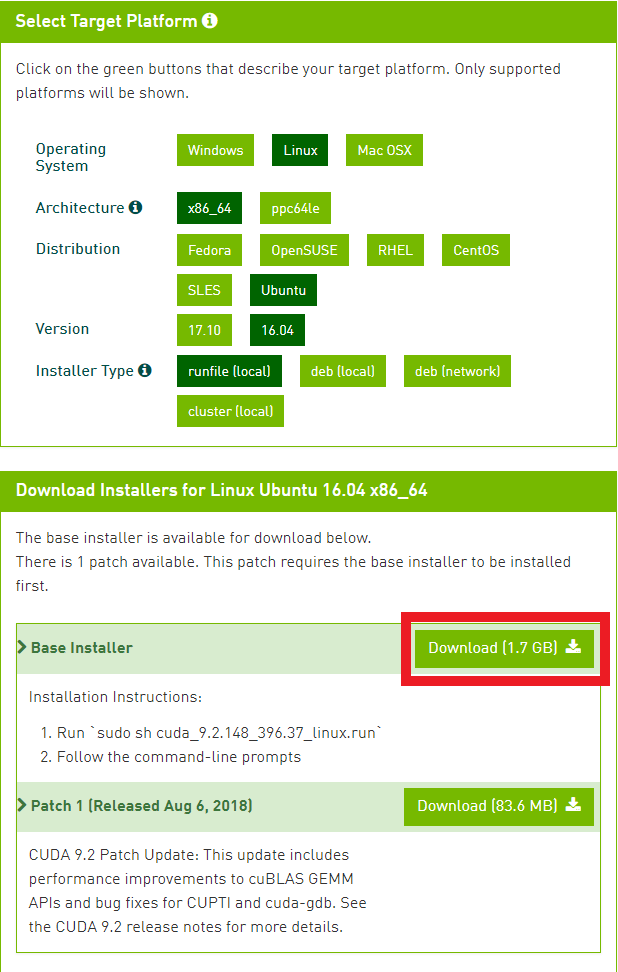 Select Target Platform
Click on the green buttons that describe your target platform. Only supported
platforms will be shown.
Operating
System
Windows Linux Mac OSX
Architecture x86_64 ppc64le
Distribution Fedora OpenSUSE RHEL CentOS
SLES Ubuntu
Version 17.10 16.04
Installer Type runfile (local) deb (local) deb (network)
cluster (local)
Download Installers for Linux Ubuntu 16.04 x86_64
The base installer is available for download below.
There is 1 patch available. This patch requires the base installer to be installed
first.
Base Installer Download (1.7 GB)
Installation Instructions:
1. Run `sudo sh cuda_9.2.148_396.37_linux.run`
2. Follow the command-line prompts
Patch 1 (Released Aug 6, 2018) Download (83.6 MB)
CUDA 9.2 Patch Update: This update includes
performance improvements to cuBLAS GEMM
APIs and bug fixes for CUPTI and cuda-gdb. See
the CUDA 9.2 release notes for more details.